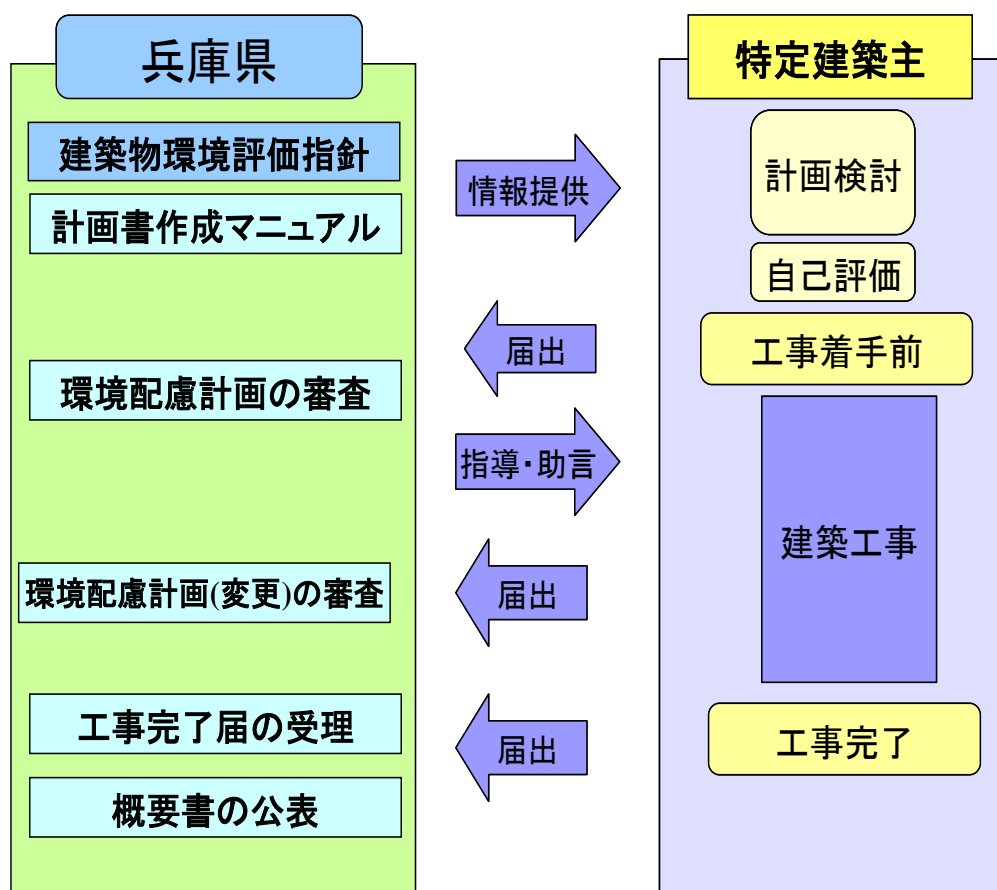 兵庫県
建築物環境評価指針
計画書作成マニュアル
環境配慮計画の審査
環境配慮計画(変更)の審査
工事完了届の受理
概要書の公表
情報提供
届出
指導・助言
届出
届出
特定建築主
計画検討
自己評価
工事着手前
建築工事
工事完了